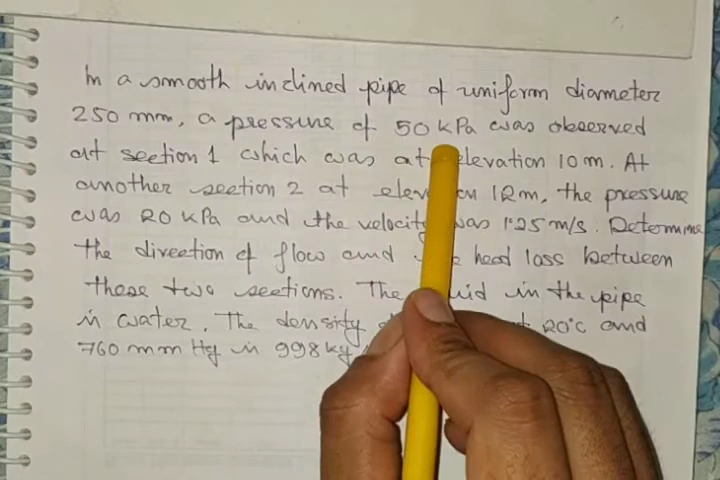 In a smooth inclined pipe of uniform diameter
250 mm, a pressure of 50 kPa was observed
at section 1 which was at elevation 10 m. At
another section 2 at 12 m, the pressure
was 20 kPa and the velocity was 1.25 m/s. Determine
the direction of flow and head loss between
these two sections. The in the pipe
is water. The density 20°C and
760 mm Hg is 998 kg